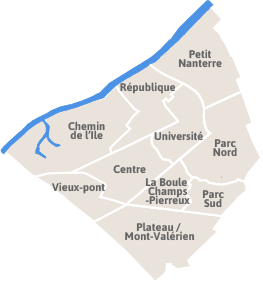 Petit
Nanterre
République
Chemin
de l'Ile
Université
Parc
Nord
Centre
Vieux-pont
La Boule
Champs
-Pierreux
Parc
Sud
Plateau /
Mont-Valérien